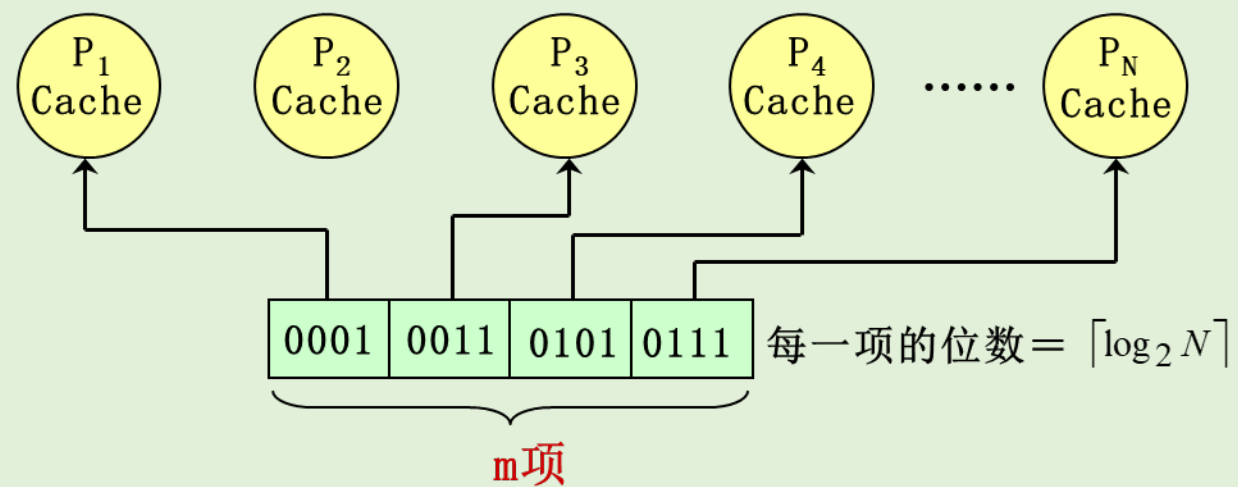 P₁ Cache
P₂ Cache
P₃ Cache
P₄ Cache
······
P_N Cache
0001 0011 0101 0111 每一项的位数＝ ⌈log₂ N⌉
m项